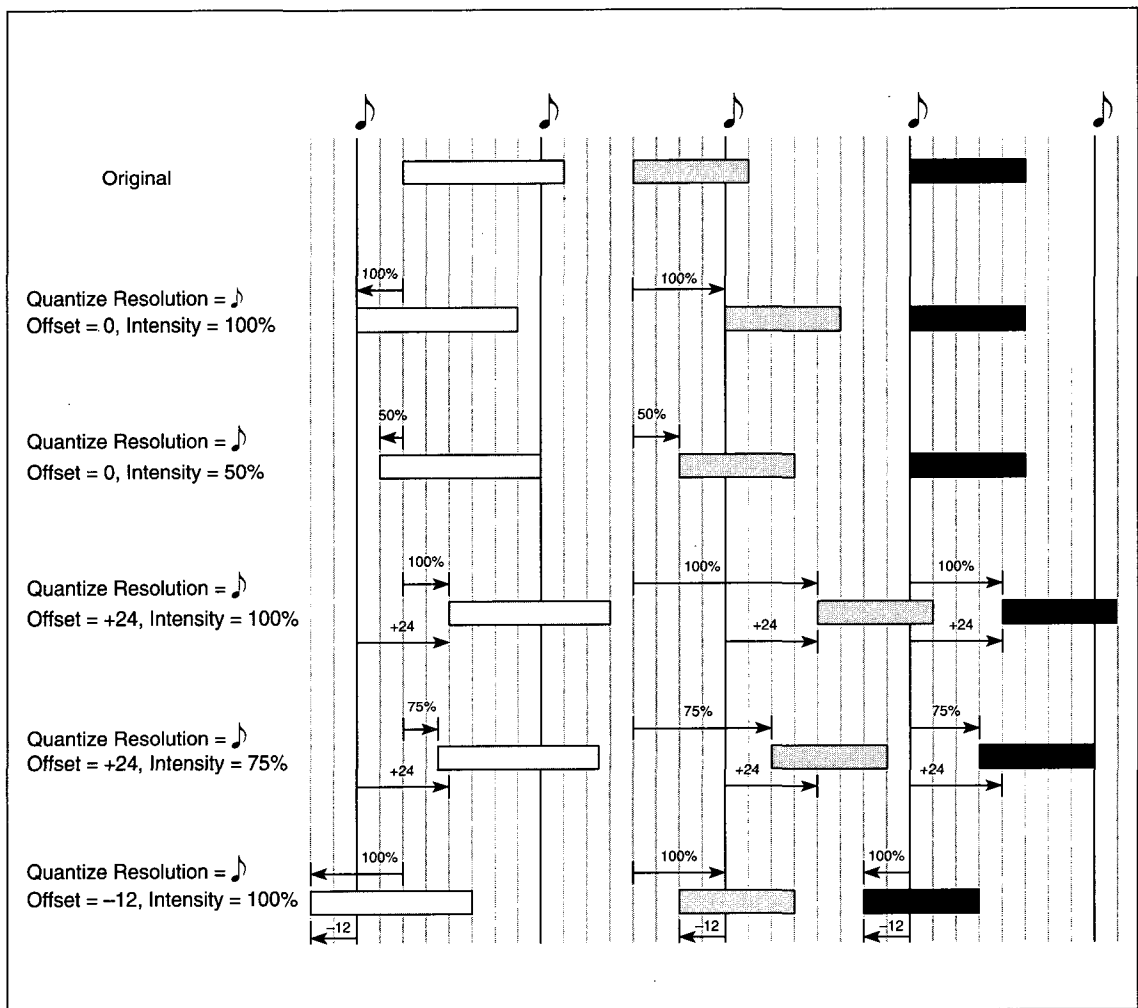 ♪ ♪ ♪ ♪ ♪
Original
100% 100%
Quantize Resolution = ♪
Offset = 0, Intensity = 100%
50% 50%
Quantize Resolution = ♪
Offset = 0, Intensity = 50%
100% 100% 100%
Quantize Resolution = ♪
Offset = +24, Intensity = 100%
+24 +24 +24
75% 75% 75%
Quantize Resolution = ♪
Offset = +24, Intensity = 75%
+24 +24 +24
100% 100% 100%
Quantize Resolution = ♪
Offset = –12, Intensity = 100%
–12 –12 –12